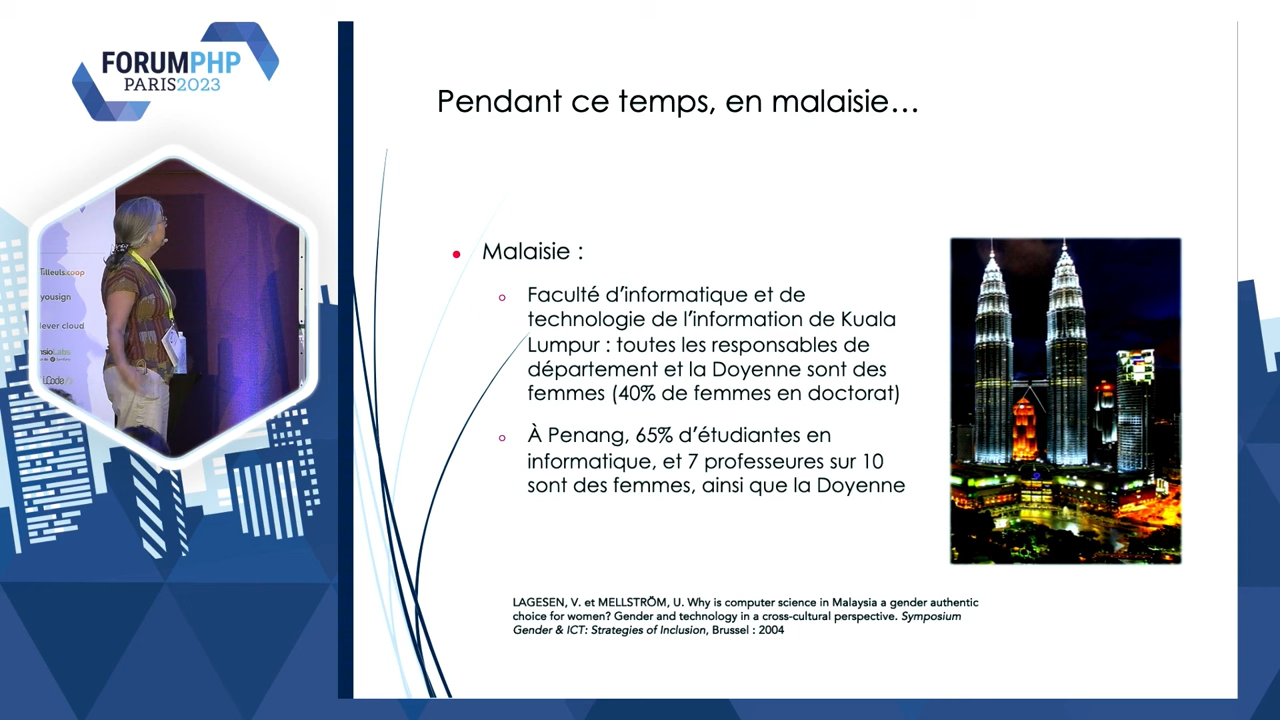 FORUMPHP
PARIS2023
Pendant ce temps, en malaisie…
Malaisie :
Faculté d'informatique et de
technologie de l'information de Kuala
Lumpur : toutes les responsables de
département et la Doyenne sont des
femmes (40% de femmes en doctorat)
À Penang, 65% d'étudiantes en
informatique, et 7 professeures sur 10
sont des femmes, ainsi que la Doyenne
LAGESEN, V. et MELLSTRÖM, U. Why is computer science in Malaysia a gender authentic
choice for women? Gender and technology in a cross-cultural perspective. Symposium
Gender & ICT: Strategies of Inclusion, Brussel : 2004
Tilleuls.coop
yousign
lever cloud